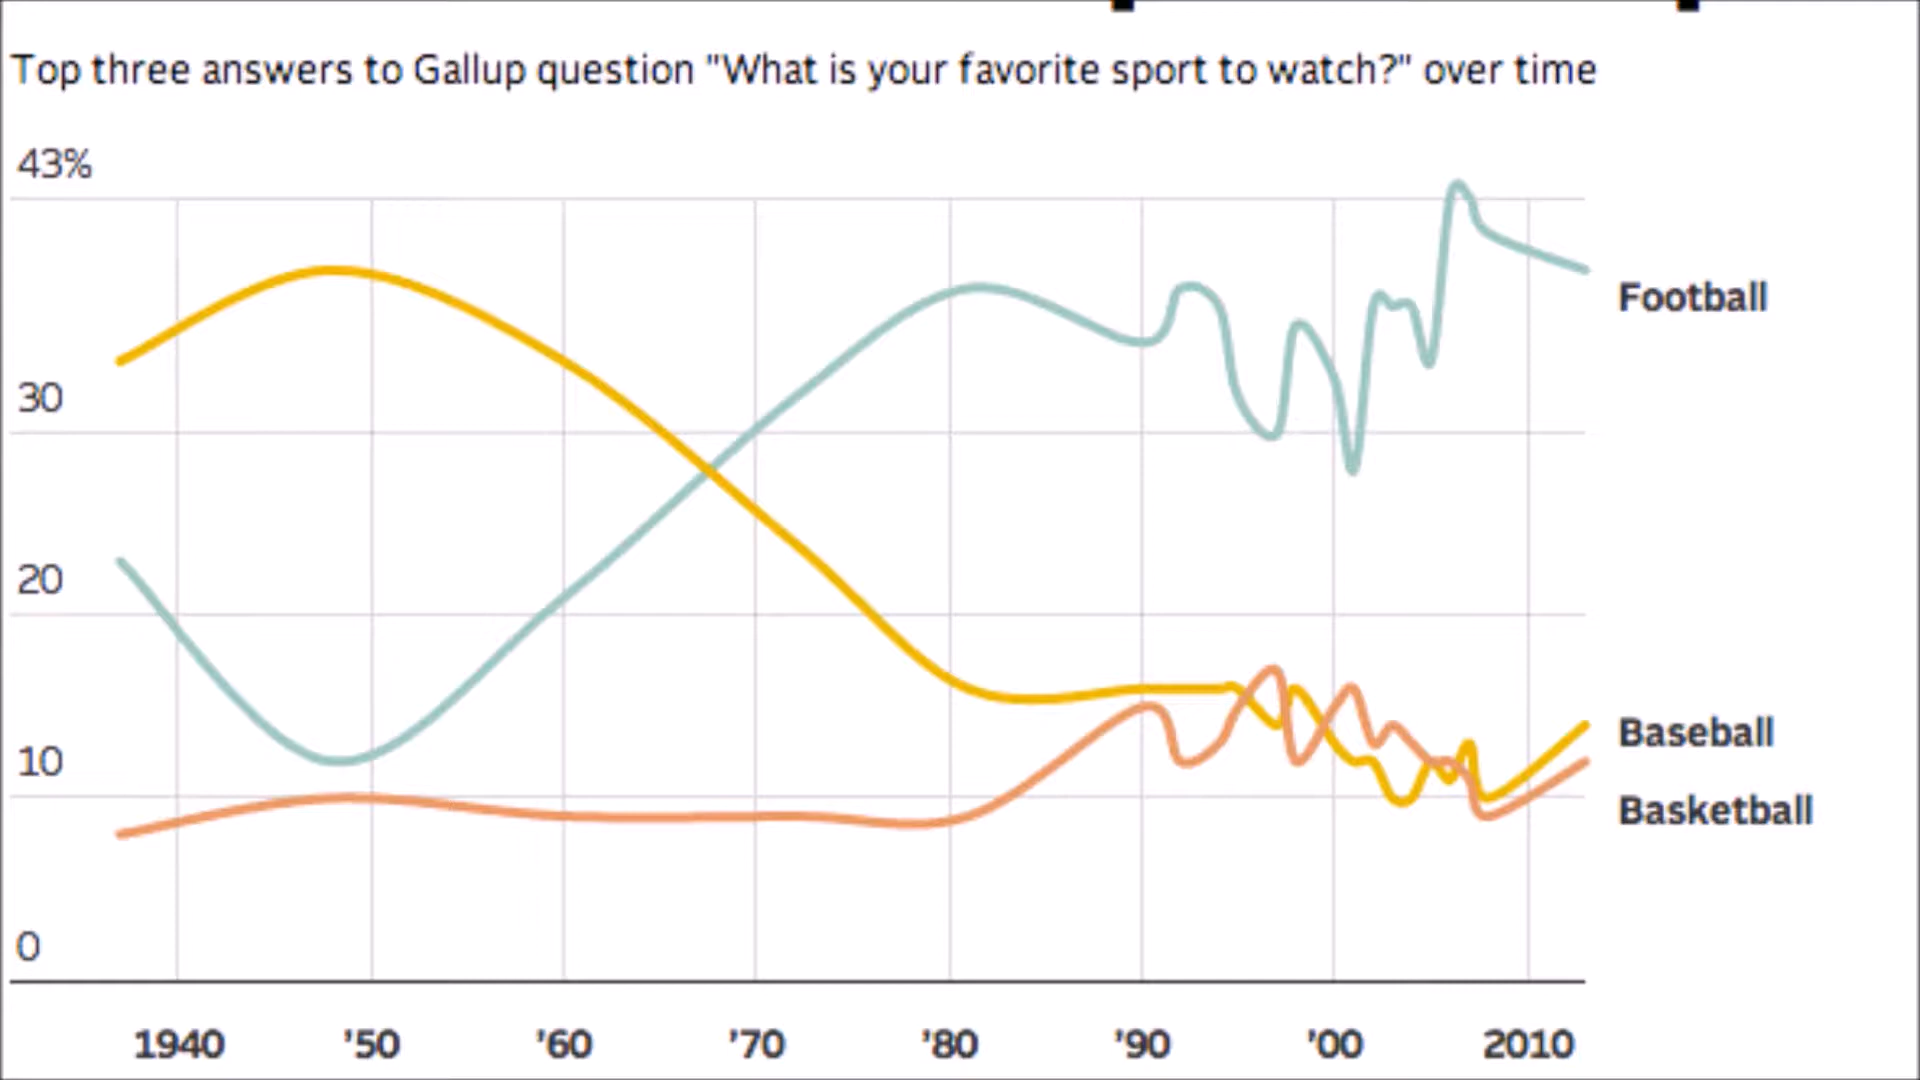 Top three answers to Gallup question "What is your favorite sport to watch?" over time
43%
Football
30
20
Baseball
10
Basketball
0
1940 '50 '60 '70 '80 '90 '00 2010